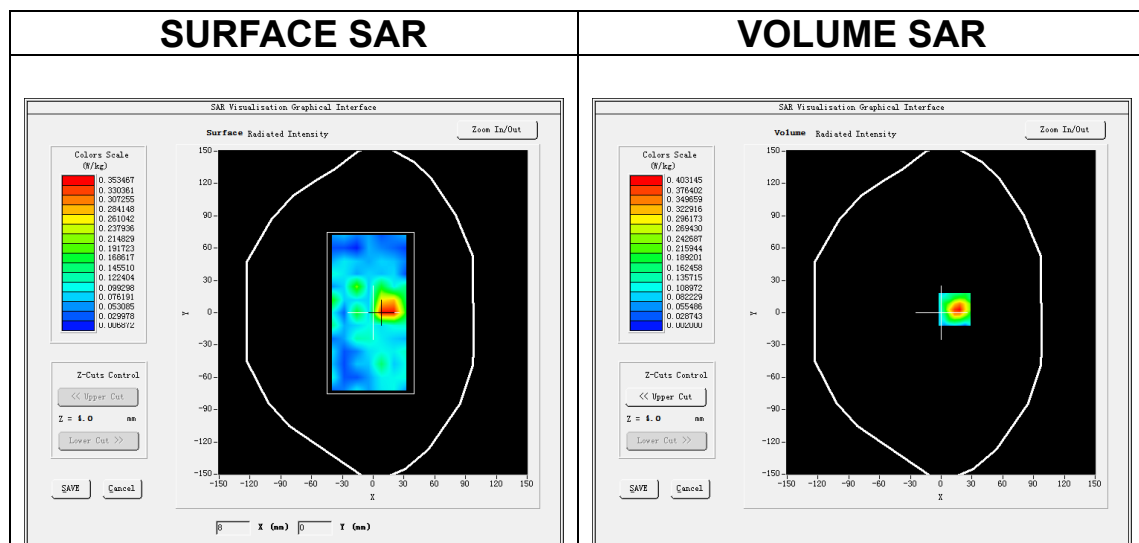 SURFACE SAR
VOLUME SAR
SAR Visualisation Graphical Interface
Surface Radiated Intensity
Zoom In/Out
Colors Scale
(W/kg)
0.353467
0.330361
0.307255
0.284148
0.261042
0.237936
0.214829
0.191723
0.168617
0.145510
0.122404
0.099298
0.076191
0.053085
0.029978
0.006872
Z-Cuts Control
<< Upper Cut
Z = 4.0 mm
Lower Cut >>
SAVE Cancel
150
120
90
60
30
0
-30
-60
-90
-120
-150
Y
-150 -120 -90 -60 -30 0 30 60 90 120 150
X
8 X (mm) 0 Y (mm)
SAR Visualisation Graphical Interface
Volume Radiated Intensity
Zoom In/Out
Colors Scale
(W/kg)
0.403145
0.376402
0.349659
0.322916
0.296173
0.269430
0.242687
0.215944
0.189201
0.162458
0.135715
0.108972
0.082229
0.055486
0.028743
0.002000
Z-Cuts Control
<< Upper Cut
Z = 4.0 mm
Lower Cut >>
SAVE Cancel
150
120
90
60
30
0
-30
-60
-90
-120
-150
Y
-150 -120 -90 -60 -30 0 30 60 90 120 150
X